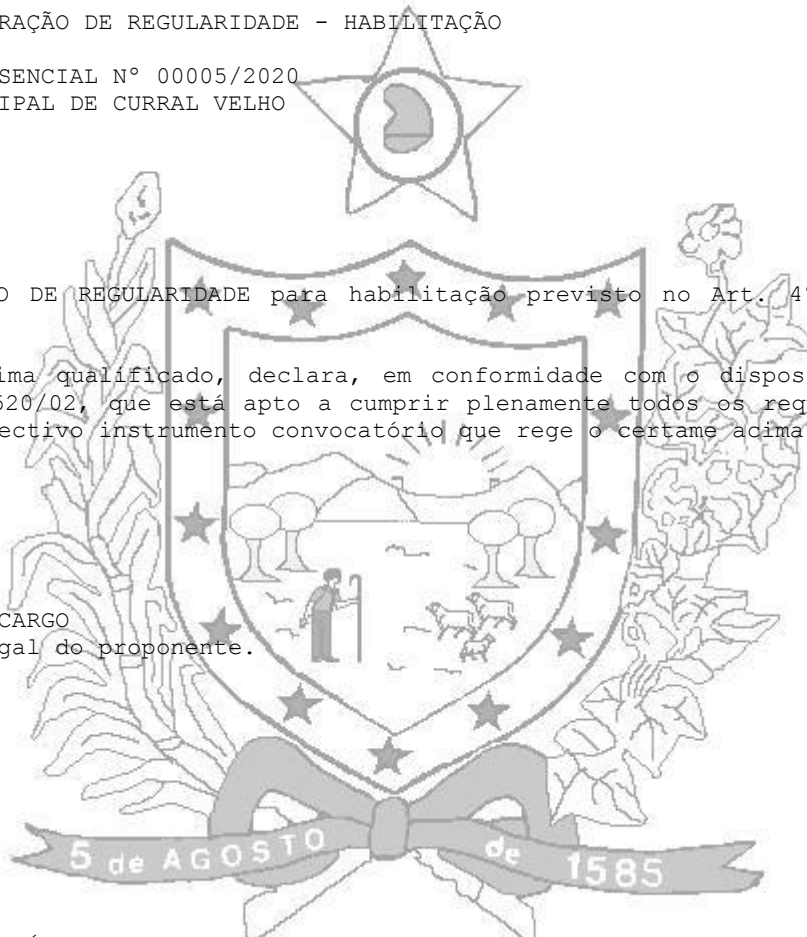 RAÇÃO DE REGULARIDADE - HABILITAÇÃO
SENCIAL Nº 00005/2020
IPAL DE CURRAL VELHO
O DE REGULARIDADE para habilitação previsto no Art. 4º
ima qualificado, declara, em conformidade com o dispos
520/02, que está apto a cumprir plenamente todos os req
ectivo instrumento convocatório que rege o certame acima
CARGO
gal do proponente.
5 de AGOSTO de 1585